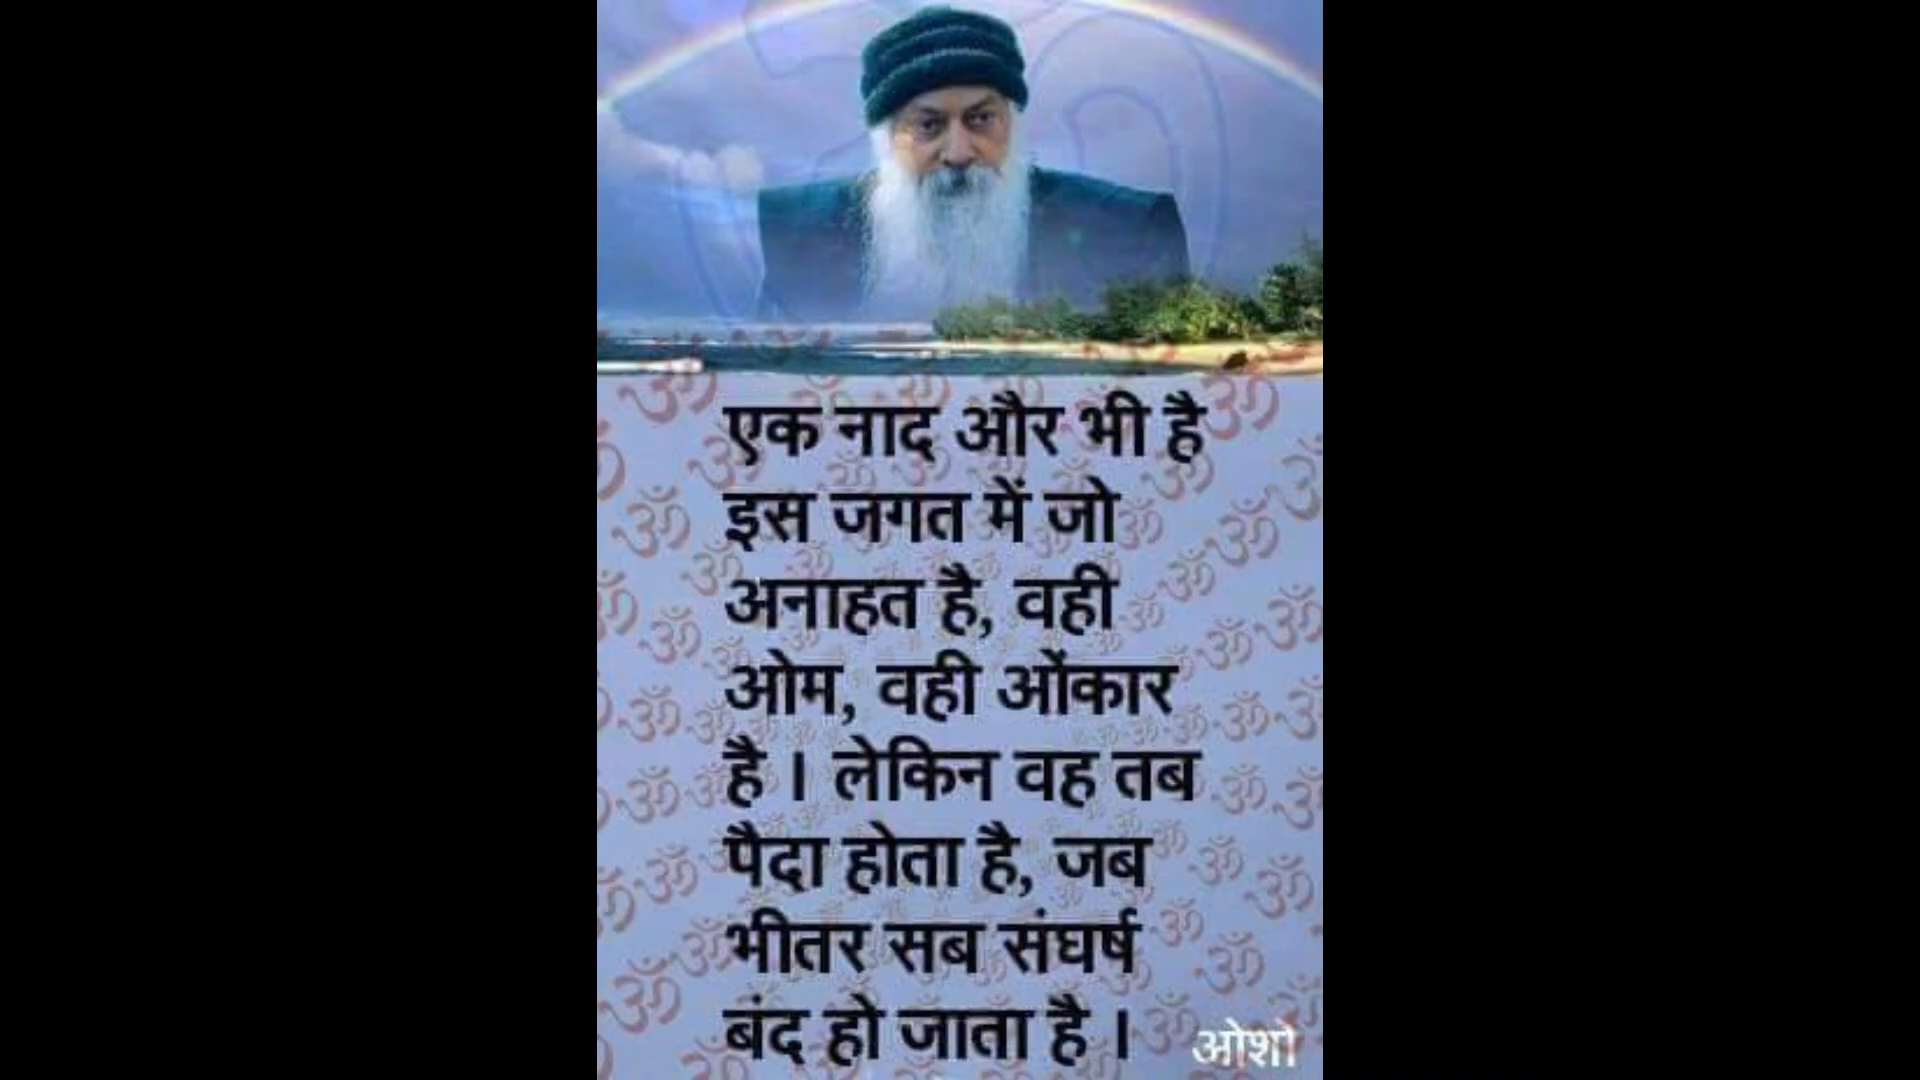 एक नाद और भी है
इस जगत में जो
अनाहत है, वही
ओम, वही ओंकार
है । लेकिन वह तब
पैदा होता है, जब
भीतर सब संघर्ष
बंद हो जाता है ।
ओशो